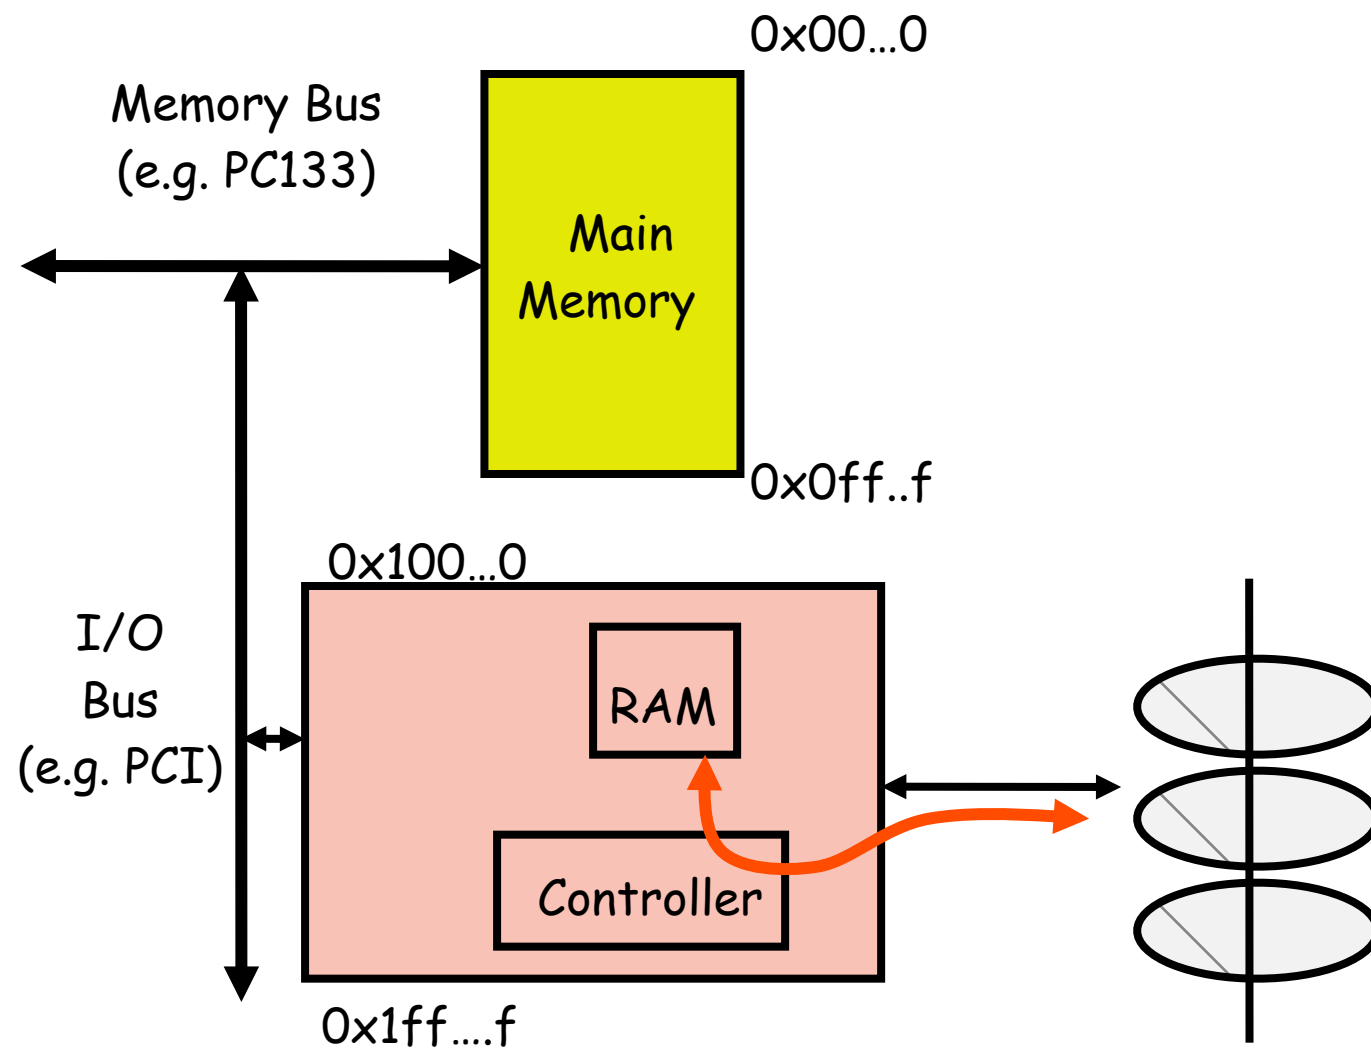 0x00...0
Memory Bus
(e.g. PC133)
Main
Memory
0x0ff..f
0x100...0
I/O
Bus
(e.g. PCI)
RAM
Controller
0x1ff....f